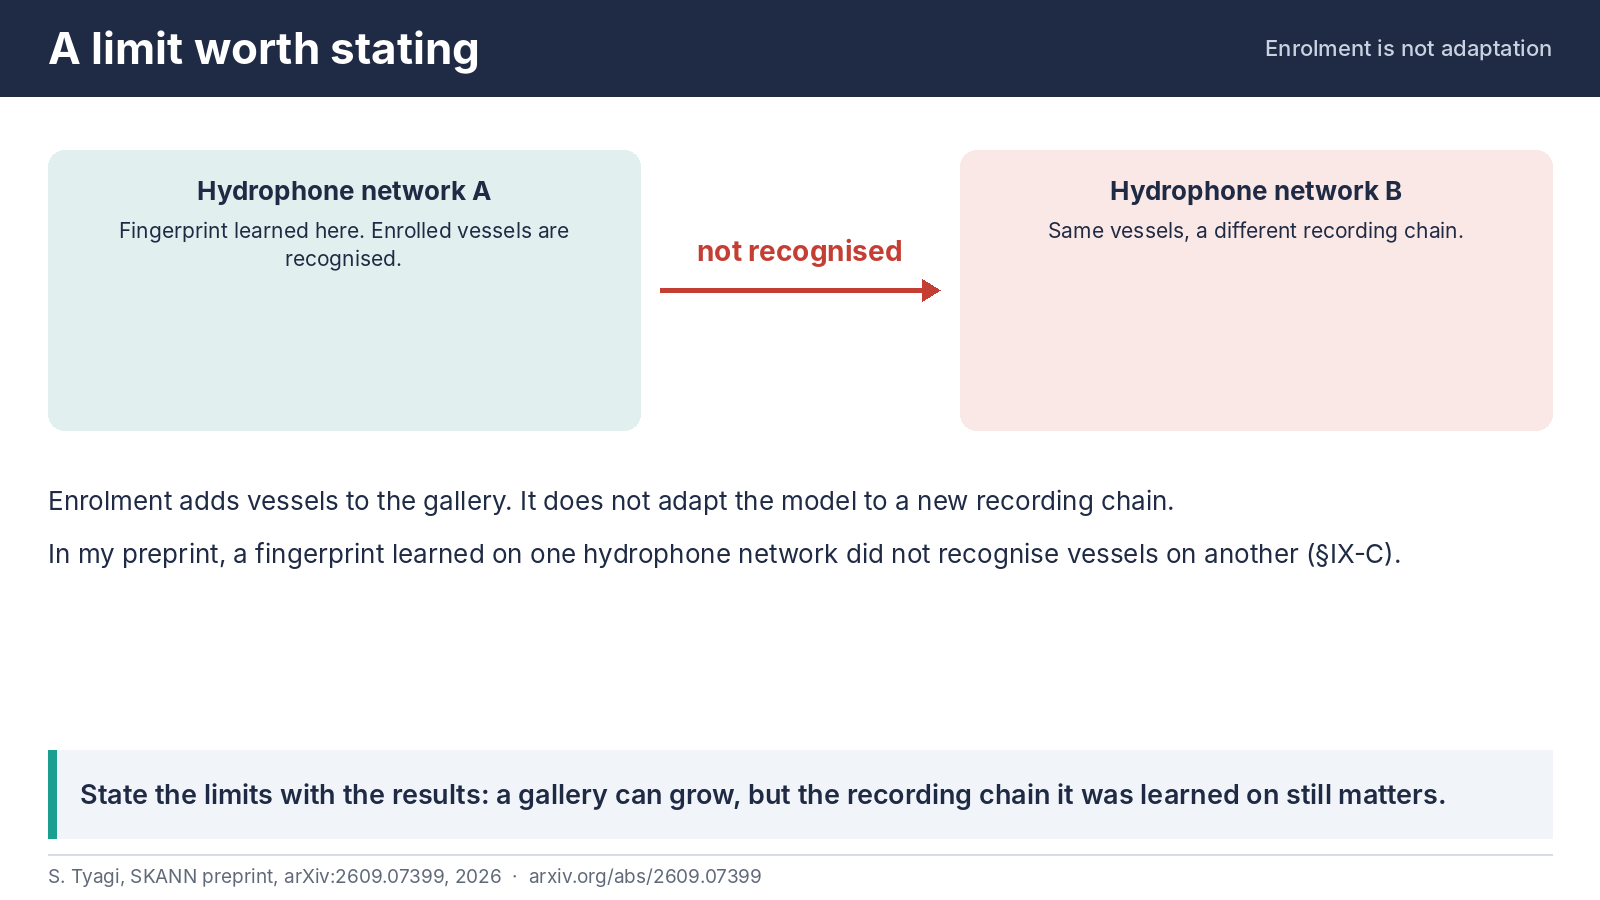 A limit worth stating
Enrolment is not adaptation
Hydrophone network A
Fingerprint learned here. Enrolled vessels are
recognised.
not recognised
Hydrophone network B
Same vessels, a different recording chain.
Enrolment adds vessels to the gallery. It does not adapt the model to a new recording chain.
In my preprint, a fingerprint learned on one hydrophone network did not recognise vessels on another (§IX-C).
State the limits with the results: a gallery can grow, but the recording chain it was learned on still matters.
S. Tyagi, SKANN preprint, arXiv:2609.07399, 2026 · arxiv.org/abs/2609.07399